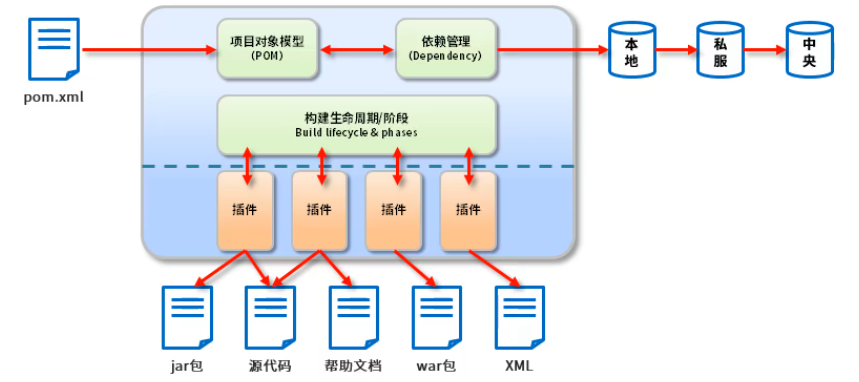 项目对象模型
（POM）
依赖管理
（Dependency）
本
地
私
服
中
央
pom.xml
构建生命周期/阶段
Build lifecycle & phases
插件
插件
插件
插件
jar包
源代码
帮助文档
war包
XML